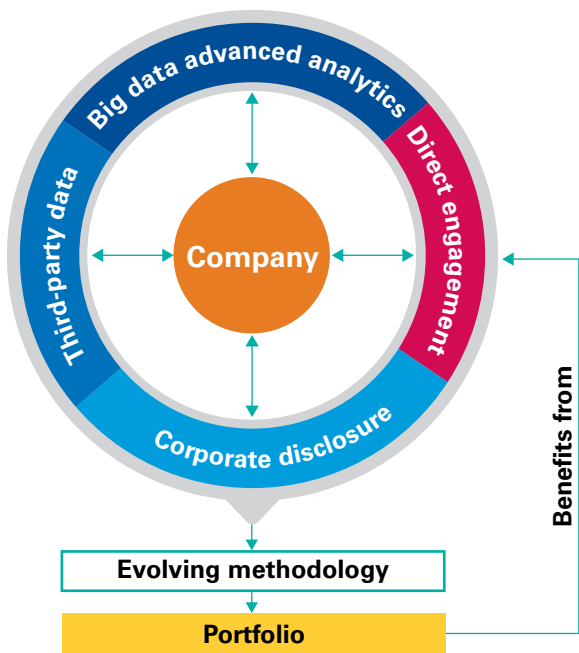 Big data advanced analytics
Direct engagement
Third-party data
Company
Corporate disclosure
Benefits from
Evolving methodology
Portfolio